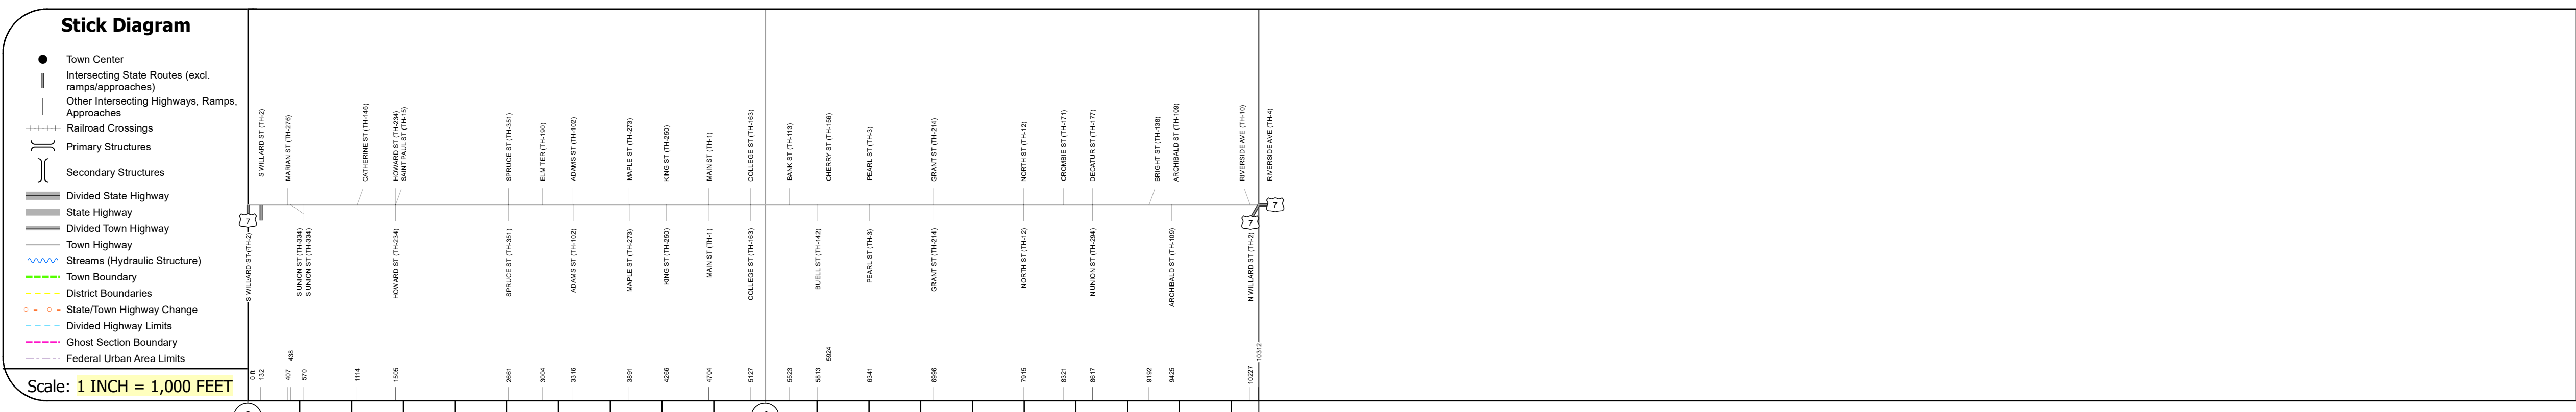 Stick Diagram
Town Center
Intersecting State Routes (excl.
ramps/approaches)
Other Intersecting Highways, Ramps,
Approaches
Railroad Crossings
Primary Structures
Secondary Structures
Divided State Highway
State Highway
Divided Town Highway
Town Highway
Streams (Hydraulic Structure)
Town Boundary
District Boundaries
State/Town Highway Change
Divided Highway Limits
Ghost Section Boundary
Federal Urban Area Limits
Scale: 1 INCH = 1,000 FEET
S WILLARD ST (TH-2)
MARIAN ST (TH-276)
CATHERINE ST (TH-146)
HOWARD ST (TH-234)
SAINT PAUL ST (TH-15)
SPRUCE ST (TH-351)
ELM TER (TH-190)
ADAMS ST (TH-102)
MAPLE ST (TH-273)
KING ST (TH-250)
MAIN ST (TH-1)
COLLEGE ST (TH-163)
BANK ST (TH-113)
CHERRY ST (TH-156)
PEARL ST (TH-3)
GRANT ST (TH-214)
NORTH ST (TH-12)
CROMBIE ST (TH-171)
DECATUR ST (TH-177)
BRIGHT ST (TH-138)
ARCHIBALD ST (TH-109)
RIVERSIDE AVE (TH-10)
RIVERSIDE AVE (TH-4)
7
7
7
S WILLARD ST (TH-2)
S UNION ST (TH-334)
S UNION ST (TH-334)
HOWARD ST (TH-234)
SPRUCE ST (TH-351)
ADAMS ST (TH-102)
MAPLE ST (TH-273)
KING ST (TH-250)
MAIN ST (TH-1)
COLLEGE ST (TH-163)
BUELL ST (TH-142)
PEARL ST (TH-3)
GRANT ST (TH-214)
NORTH ST (TH-12)
N UNION ST (TH-294)
ARCHIBALD ST (TH-109)
N WILLARD ST (TH-2)
0 ft
132
407
438
570
1114
1505
2661
3004
3316
3891
4266
4704
5127
5523
5813
5924
6341
6996
7915
8321
8617
9192
9425
10227
10312